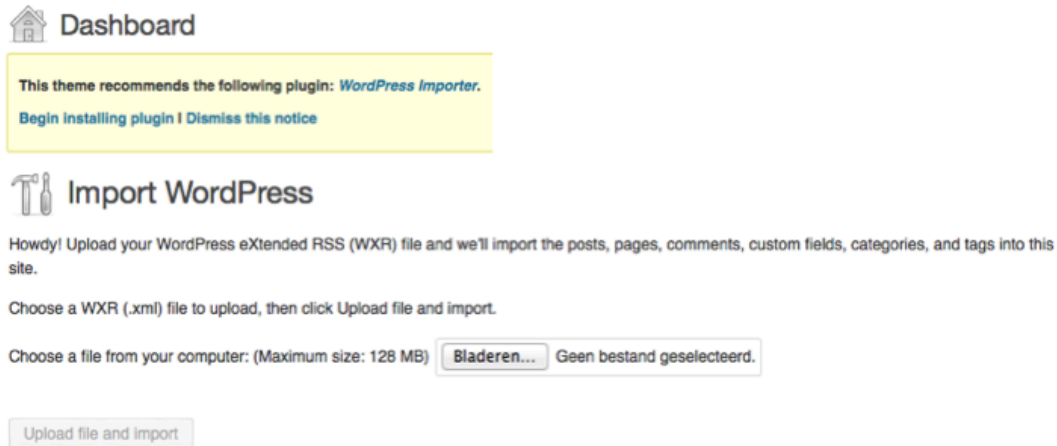 Dashboard
This theme recommends the following plugin: WordPress Importer.
Begin installing plugin | Dismiss this notice
Import WordPress
Howdy! Upload your WordPress eXtended RSS (WXR) file and we'll import the posts, pages, comments, custom fields, categories, and tags into this
site.
Choose a WXR (.xml) file to upload, then click Upload file and import.
Choose a file from your computer: (Maximum size: 128 MB) Bladeren... Geen bestand geselecteerd.
Upload file and import